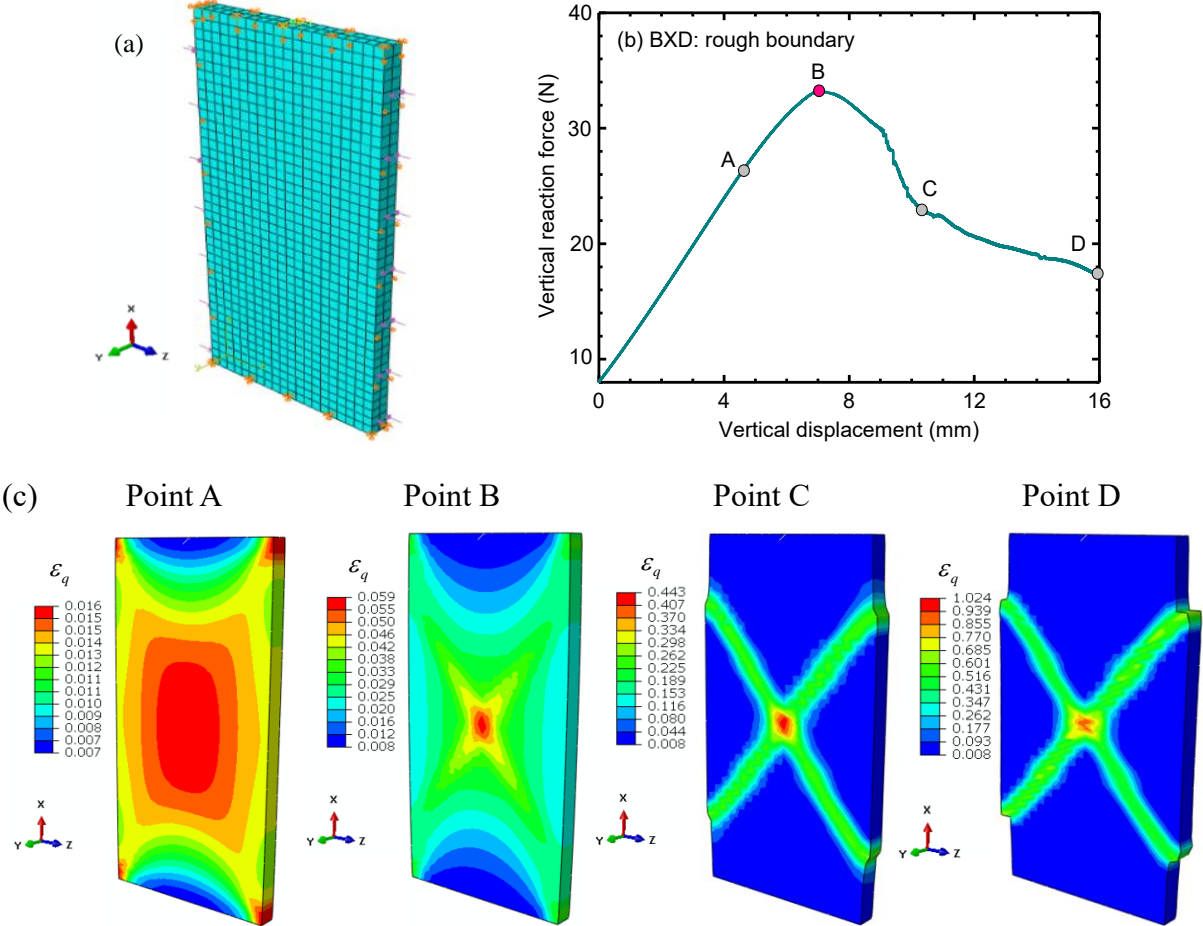 (a)
X
Y
Z
(b) BXD: rough boundary
Vertical reaction force (N)
40
30
20
10
A
B
C
D
0
4
8
12
16
Vertical displacement (mm)
(c)
Point A
Point B
Point C
Point D
εq
0.016
0.015
0.015
0.014
0.013
0.012
0.011
0.010
0.009
0.008
0.007
0.007
X
Y
Z
εq
0.059
0.055
0.050
0.046
0.042
0.038
0.033
0.029
0.025
0.020
0.016
0.012
0.008
X
Y
Z
εq
0.443
0.407
0.370
0.334
0.298
0.262
0.225
0.189
0.153
0.116
0.080
0.044
0.008
X
Y
Z
εq
1.024
0.939
0.855
0.770
0.685
0.601
0.516
0.431
0.347
0.262
0.177
0.093
0.008
X
Y
Z